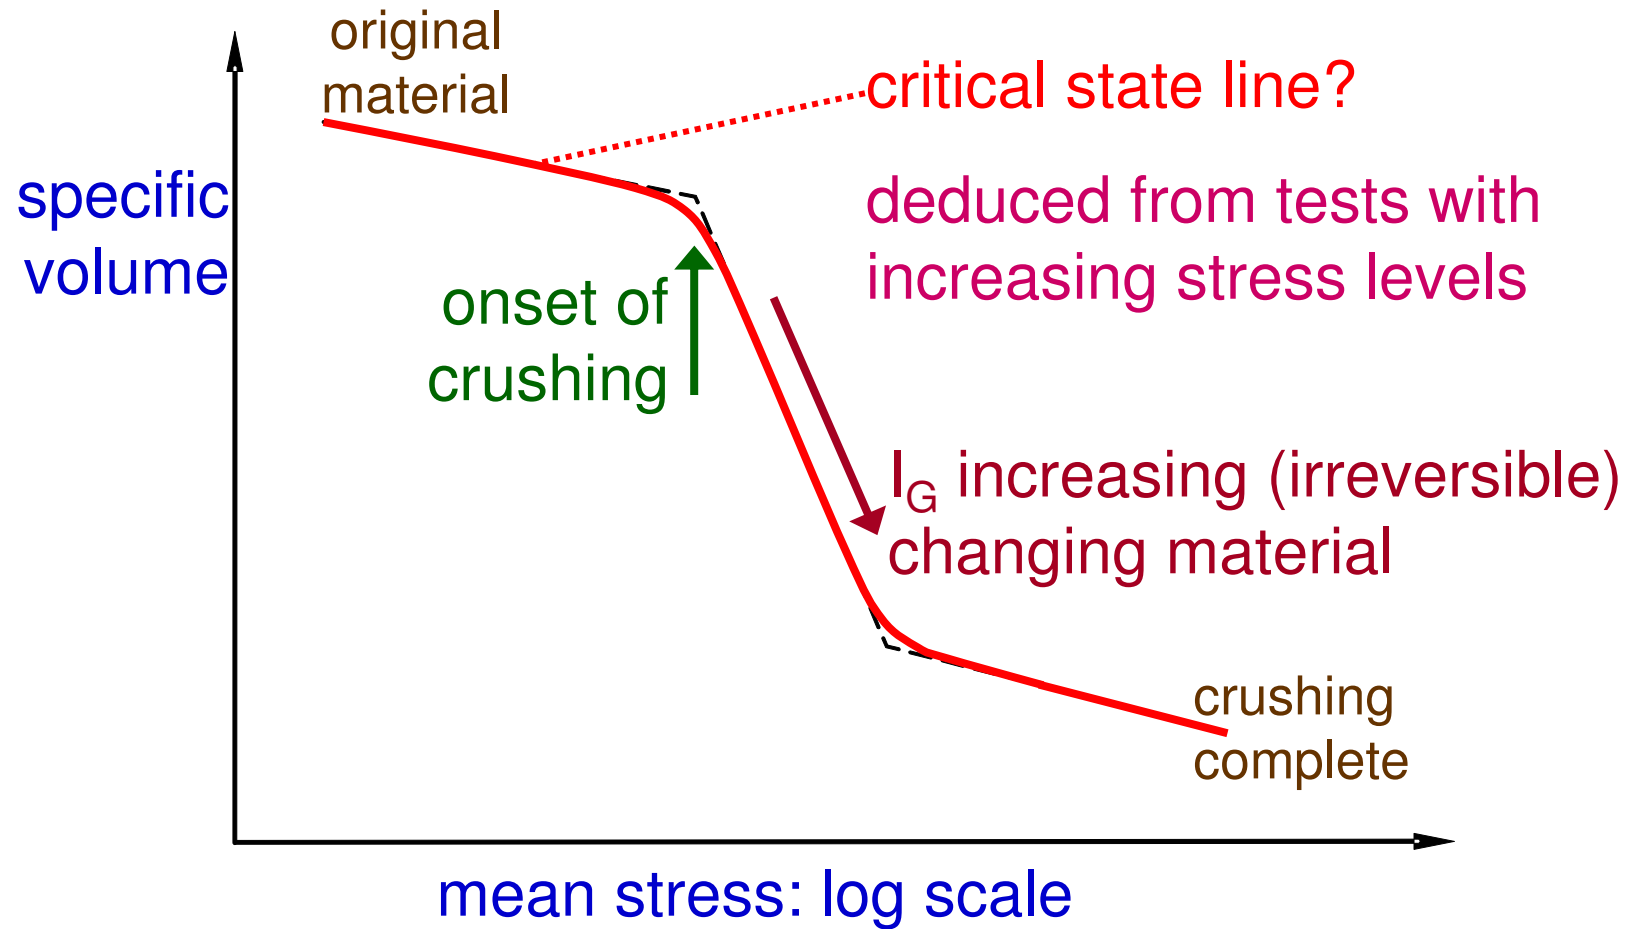 original
material
critical state line?
specific
volume
deduced from tests with
increasing stress levels
onset of
crushing
I_G increasing (irreversible)
changing material
crushing
complete
mean stress: log scale